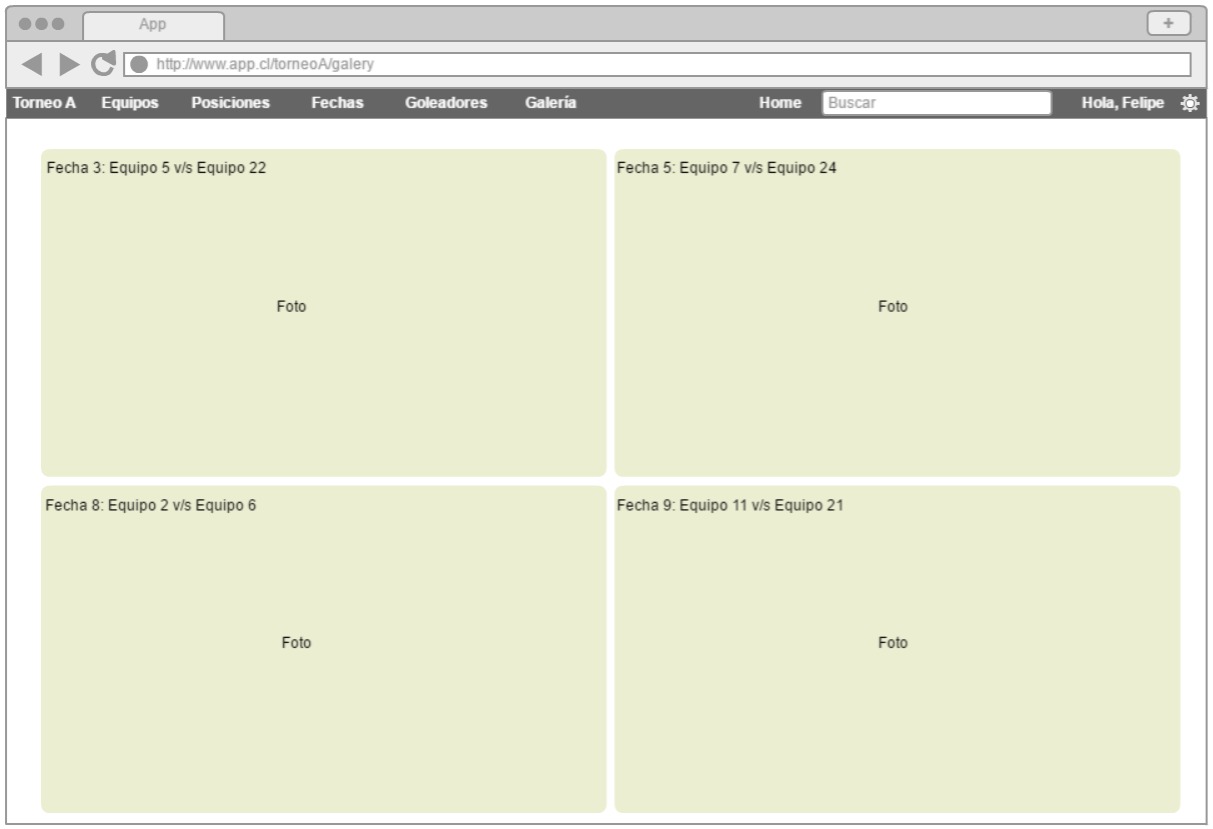 App
+
http://www.app.cl/torneoA/galery
Torneo A Equipos Posiciones Fechas Goleadores Galería Home Buscar Hola, Felipe
Fecha 3: Equipo 5 v/s Equipo 22
Foto
Fecha 5: Equipo 7 v/s Equipo 24
Foto
Fecha 8: Equipo 2 v/s Equipo 6
Foto
Fecha 9: Equipo 11 v/s Equipo 21
Foto